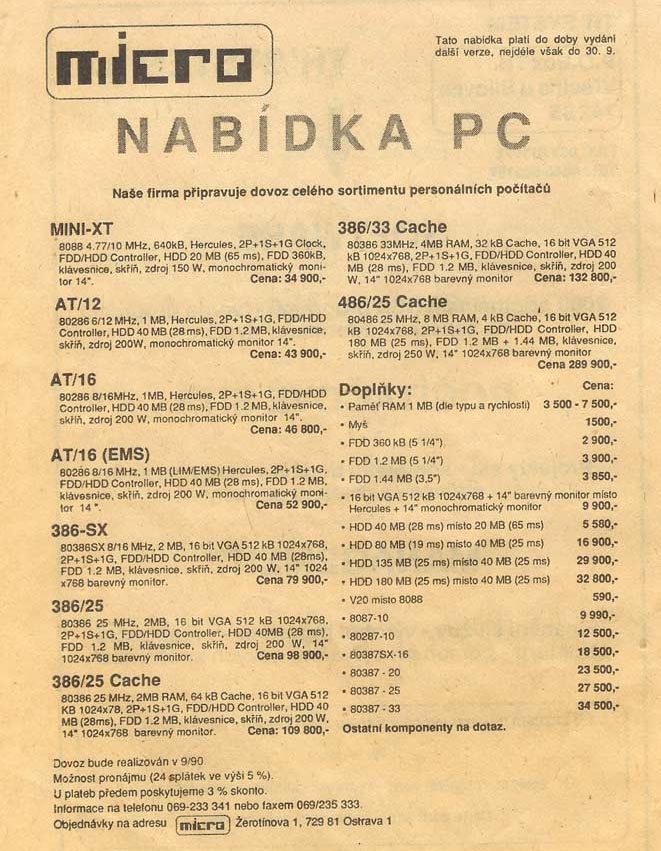 micro
Tato nabídka platí do doby vydání
další verze, nejdéle však do 30. 9.
NABÍDKA PC
Naše firma připravuje dovoz celého sortimentu personálních počítačů
MINI-XT
8088 4.77/10 MHz, 640kB, Hercules, 2P+1S+1G Clock,
FDD/HDD Controller, HDD 20 MB (65 ms), FDD 360kB,
klávesnice, skříň, zdroj 150 W, monochromatický moni-
tor 14". Cena: 34 900,-
AT/12
80286 6/12 MHz, 1 MB, Hercules, 2P+1S+1G, FDD/HDD
Controller, HDD 40 MB (28 ms), FDD 1.2 MB, klávesnice,
skříň, zdroj 200W, monochromatický monitor 14".
Cena: 43 900,-
AT/16
80286 8/16MHz, 1MB, Hercules, 2P+1S+1G, FDD/HDD
Controller, HDD 40 MB (28 ms), FDD 1.2 MB, klávesnice,
skříň, zdroj 200 W, monochromatický monitor 14".
Cena: 46 800,-
AT/16 (EMS)
80286 8/16 MHz, 1 MB (LIM/EMS) Hercules, 2P+1S+1G,
FDD/HDD Controller, HDD 40 MB (28 ms), FDD 1.2 MB,
klávesnice, skříň, zdroj 200 W, monochromatický moni-
tor 14 ". Cena 52 900,-
386-SX
80386SX 8/16 MHz, 2 MB, 16 bit VGA 512 kB 1024x768,
2P+1S+1G, FDD/HDD Controller, HDD 40 MB (28ms),
FDD 1.2 MB, klávesnice, skříň, zdroj 200 W, 14" 1024
x768 barevný monitor. Cena 79 900,-
386/25
80386 25 MHz, 2MB, 16 bit VGA 512 kB 1024x768,
2P+1S+1G, FDD/HDD Controller, HDD 40MB (28 ms),
FDD 1.2 MB, klávesnice, skříň, zdroj 200 W, 14"
1024x768 barevný monitor. Cena 98 900,-
386/25 Cache
80386 25 MHz, 2MB RAM, 64 kB Cache, 16 bit VGA 512
KB 1024x78, 2P+1S+1G, FDD/HDD Controller, HDD 40
MB (28ms), FDD 1.2 MB, klávesnice, skříň, zdroj 200 W,
14" 1024x768 barevný monitor. Cena: 109 800,-
386/33 Cache
80386 33MHz, 4MB RAM, 32 kB Cache, 16 bit VGA 512
kB 1024x768, 2P+1S+1G, FDD/HDD Controller, HDD 40
MB (28 ms), FDD 1.2 MB, klávesnice, skříň, zdroj 200
W, 14" 1024x768 barevný monitor Cena: 132 800,-
486/25 Cache
80486 25 MHz, 8 MB RAM, 4 kB Cache, 16 bit VGA 512
kB 1024x768, 2P+1S+1G, FDD/HDD Controller, HDD
180 MB (25 ms), FDD 1.2 MB + 1.44 MB, klávesnice,
skříň, zdroj 250 W, 14" 1024x768 barevný monitor
Cena 289 900,-
Doplňky: Cena:
• Paměť RAM 1 MB (dle typu a rychlosti) 3 500 - 7 500,-
• Myš 1500,-
• FDD 360 kB (5 1/4") 2 900,-
• FDD 1.2 MB (5 1/4") 3 900,-
• FDD 1.44 MB (3,5") 3 850,-
• 16 bit VGA 512 kB 1024x768 + 14" barevný monitor místo
Hercules + 14" monochromatický monitor 9 900,-
• HDD 40 MB (28 ms) místo 20 MB (65 ms) 5 580,-
• HDD 80 MB (19 ms) místo 40 MB (25 ms) 16 900,-
• HDD 135 MB (25 ms) místo 40 MB (25 ms) 29 900,-
• HDD 180 MB (25 ms) místo 40 MB (25 ms) 32 800,-
• V20 místo 8088 590,-
• 8087-10 9 990,-
• 80287-10 12 500,-
• 80387SX-16 18 500,-
• 80387 - 20 23 500,-
• 80387 - 25 27 500,-
• 80387 - 33 34 500,-
Ostatní komponenty na dotaz.
Dovoz bude realizován v 9/90
Možnost pronájmu (24 splátek ve výši 5 %).
U plateb předem poskytujeme 3 % skonto.
Informace na telefonu 069-233 341 nebo faxem 069/235 333.
Objednávky na adresu micro Žerotínova 1, 729 81 Ostrava 1